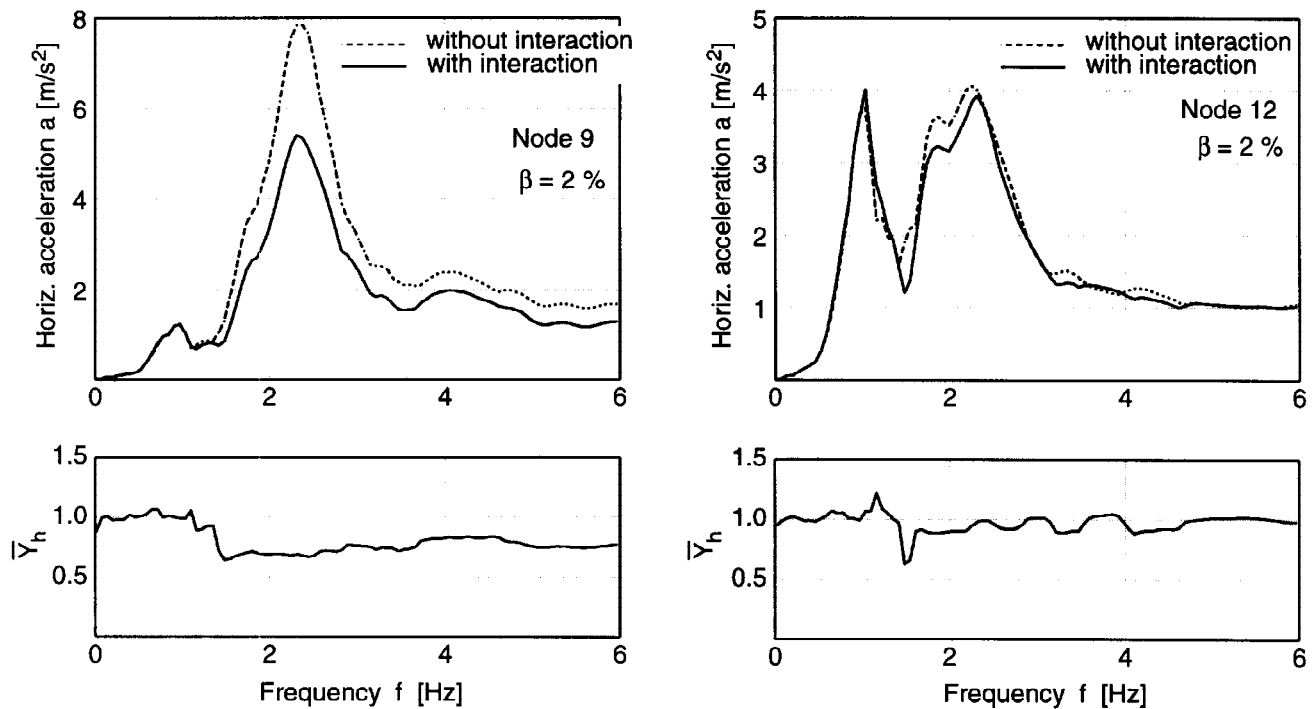 Horiz. acceleration a [m/s²]
8
6
4
2
without interaction
with interaction
Node 9
β = 2 %
0 2 4 6
Horiz. acceleration a [m/s²]
5
4
3
2
1
without interaction
with interaction
Node 12
β = 2 %
0 2 4 6
Y̅h
1.5
1.0
0.5
0 2 4 6
Frequency f [Hz]
Y̅h
1.5
1.0
0.5
0 2 4 6
Frequency f [Hz]